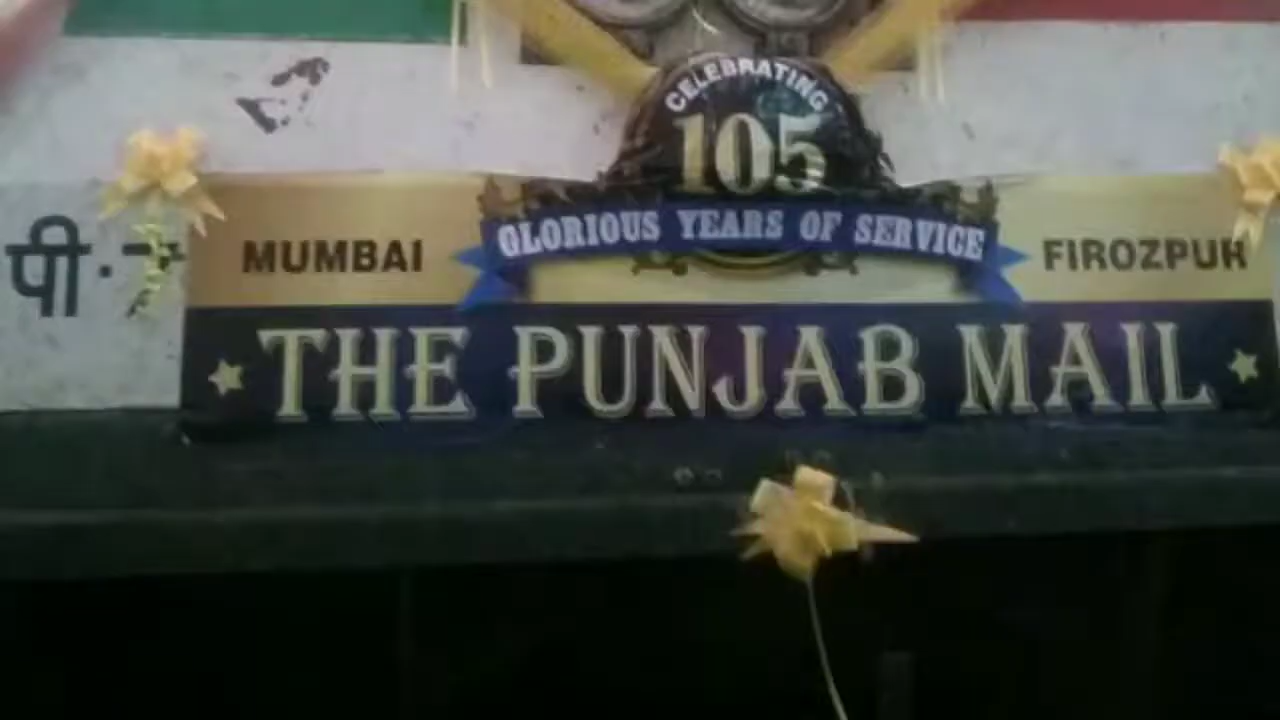 CELEBRATING
105
GLORIOUS YEARS OF SERVICE
MUMBAI
FIROZPUR
THE PUNJAB MAIL
पी.